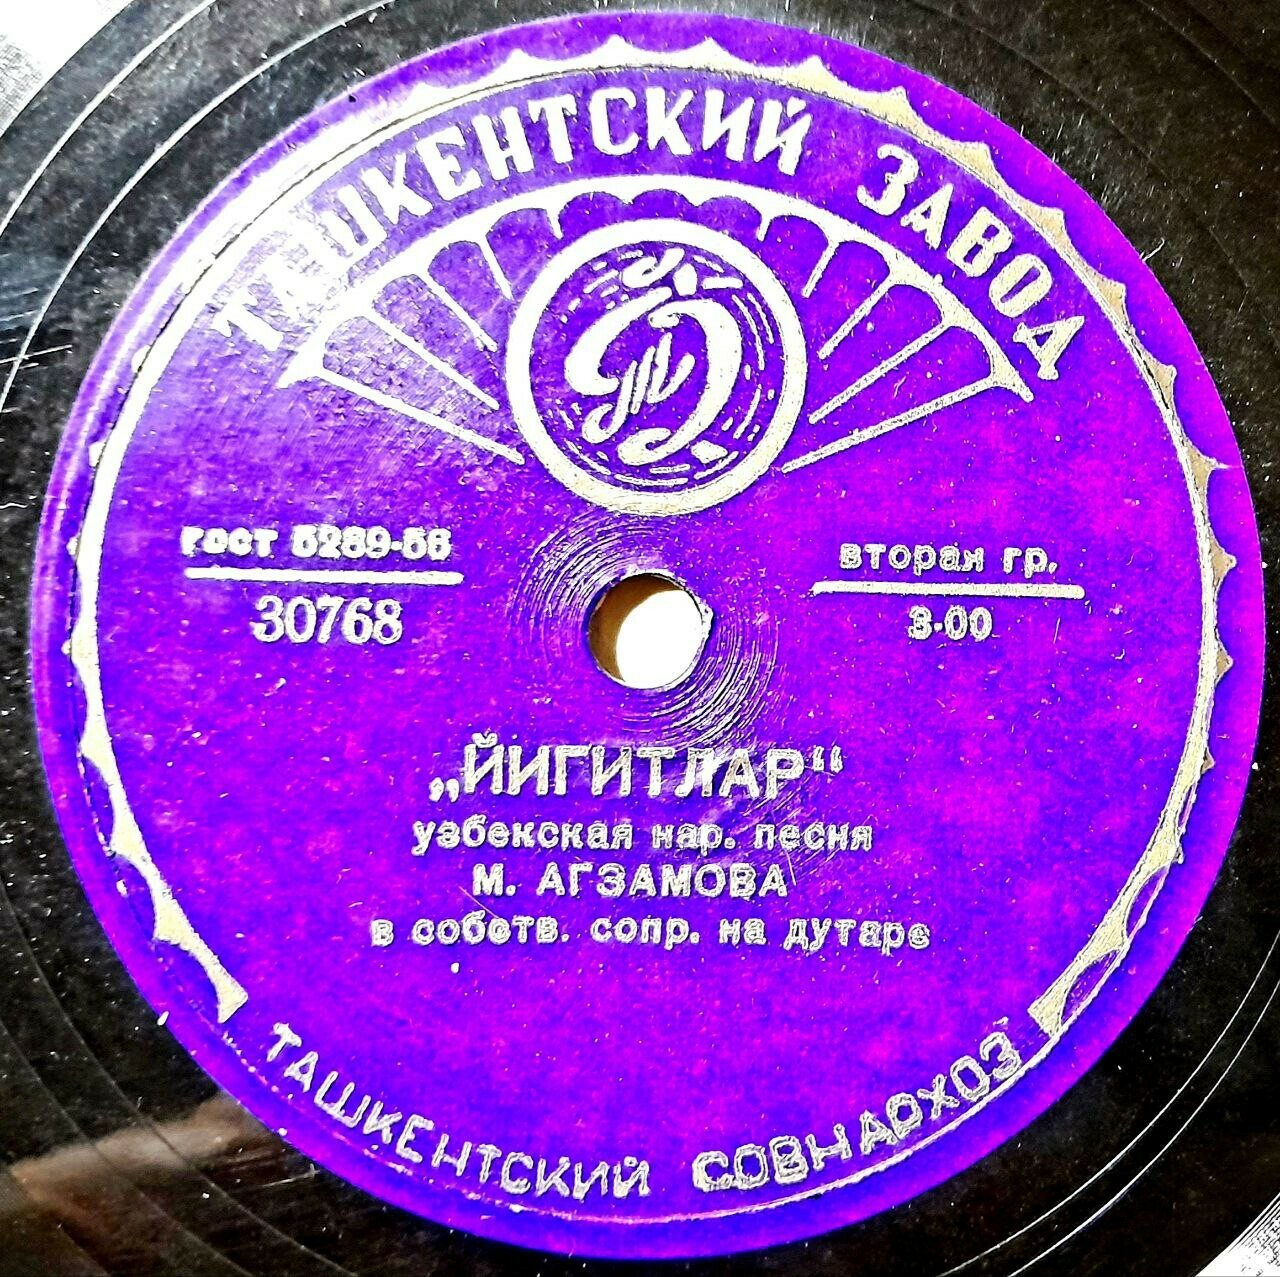 ТАШКЕНТСКИЙ ЗАВОД
ГОСТ 5289-56
30768
вторая гр.
3-00
„ЙИГИТЛАР“
узбекская нар. песня
М. АГЗАМОВА
в собств. сопр. на дутаре
ТАШКЕНТСКИЙ СОВНАРХОЗ